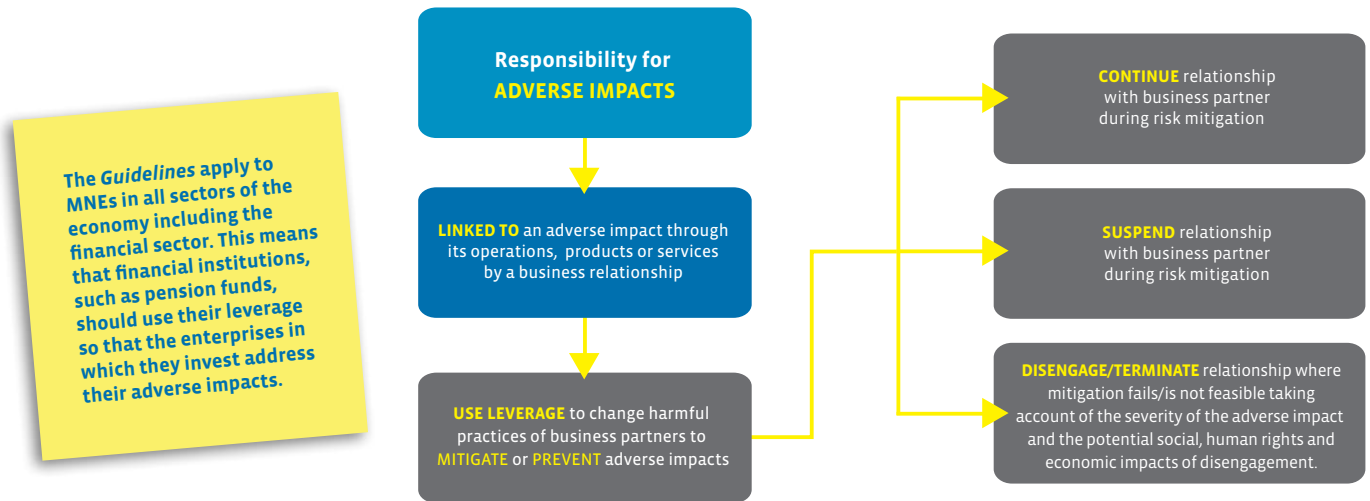 The Guidelines apply to
MNEs in all sectors of the
economy including the
financial sector. This means
that financial institutions,
such as pension funds,
should use their leverage
so that the enterprises in
which they invest address
their adverse impacts.
Responsibility for
ADVERSE IMPACTS
LINKED TO an adverse impact through
its operations, products or services
by a business relationship
USE LEVERAGE to change harmful
practices of business partners to
MITIGATE or PREVENT adverse impacts
CONTINUE relationship
with business partner
during risk mitigation
SUSPEND relationship
with business partner
during risk mitigation
DISENGAGE/TERMINATE relationship where
mitigation fails/is not feasible taking
account of the severity of the adverse impact
and the potential social, human rights and
economic impacts of disengagement.